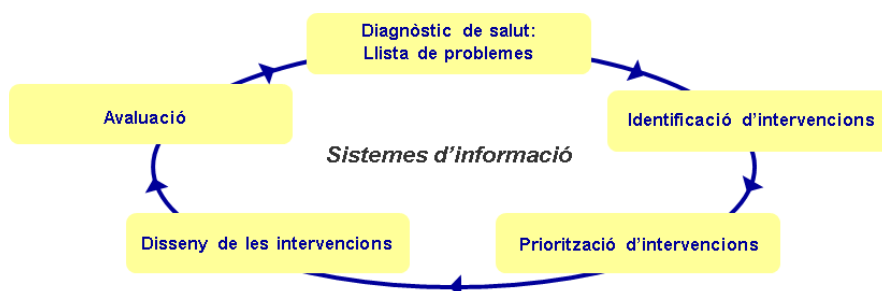 Diagnòstic de salut:
Llista de problemes
Avaluació
Identificació d'intervencions
Sistemes d'informació
Disseny de les intervencions
Priorització d'intervencions